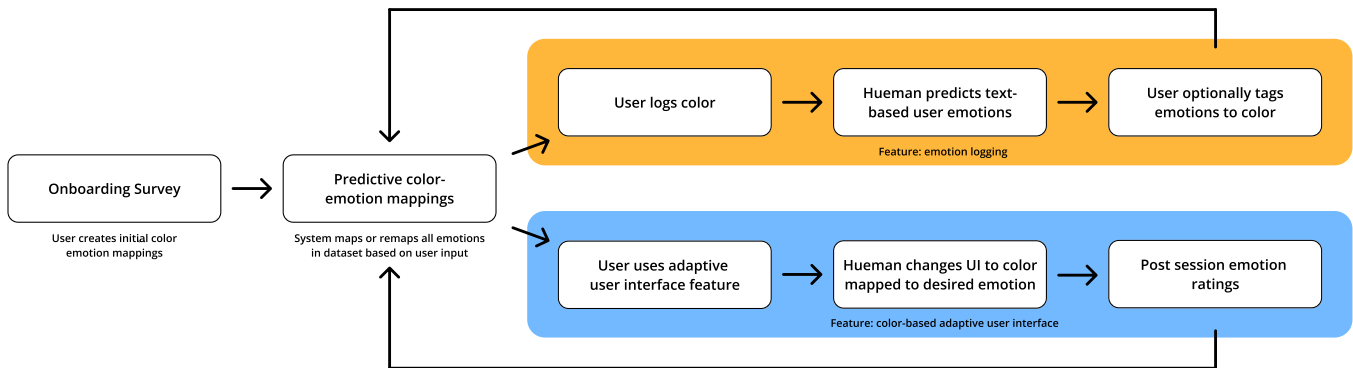 Onboarding Survey
User creates initial color
emotion mappings
Predictive color-
emotion mappings
System maps or remaps all emotions
in dataset based on user input
User logs color
Hueman predicts text-
based user emotions
User optionally tags
emotions to color
Feature: emotion logging
User uses adaptive
user interface feature
Hueman changes UI to color
mapped to desired emotion
Post session emotion
ratings
Feature: color-based adaptive user interface